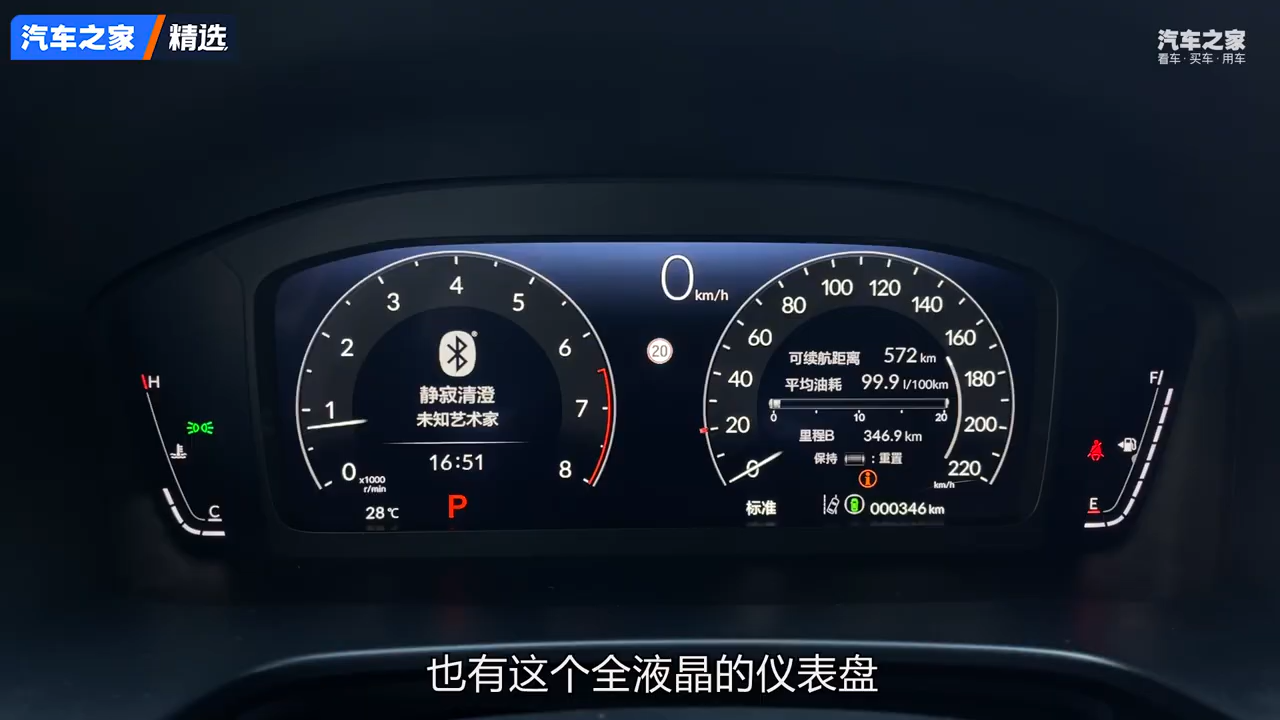 汽车之家 精选
汽车之家
看车·买车·用车
0 km/h
20
H
C
0 1 2 3 4 5 6 7 8
x1000
r/min
静寂清澄
未知艺术家
16:51
28℃
P
0 20 40 60 80 100 120 140 160 180 200 220
km/h
可续航距离 572 km
平均油耗 99.9 l/100km
0 10 20
里程B 346.9 km
保持 : 重置
标准
000346 km
F
E
也有这个全液晶的仪表盘